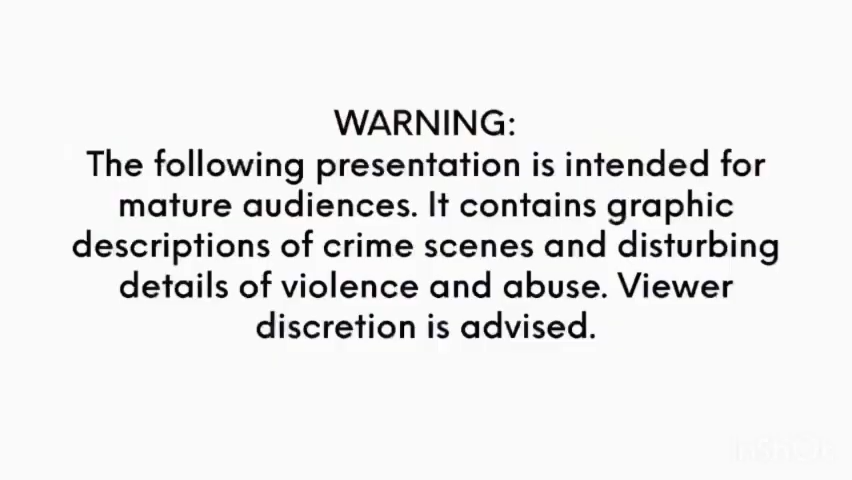 WARNING:
The following presentation is intended for
mature audiences. It contains graphic
descriptions of crime scenes and disturbing
details of violence and abuse. Viewer
discretion is advised.